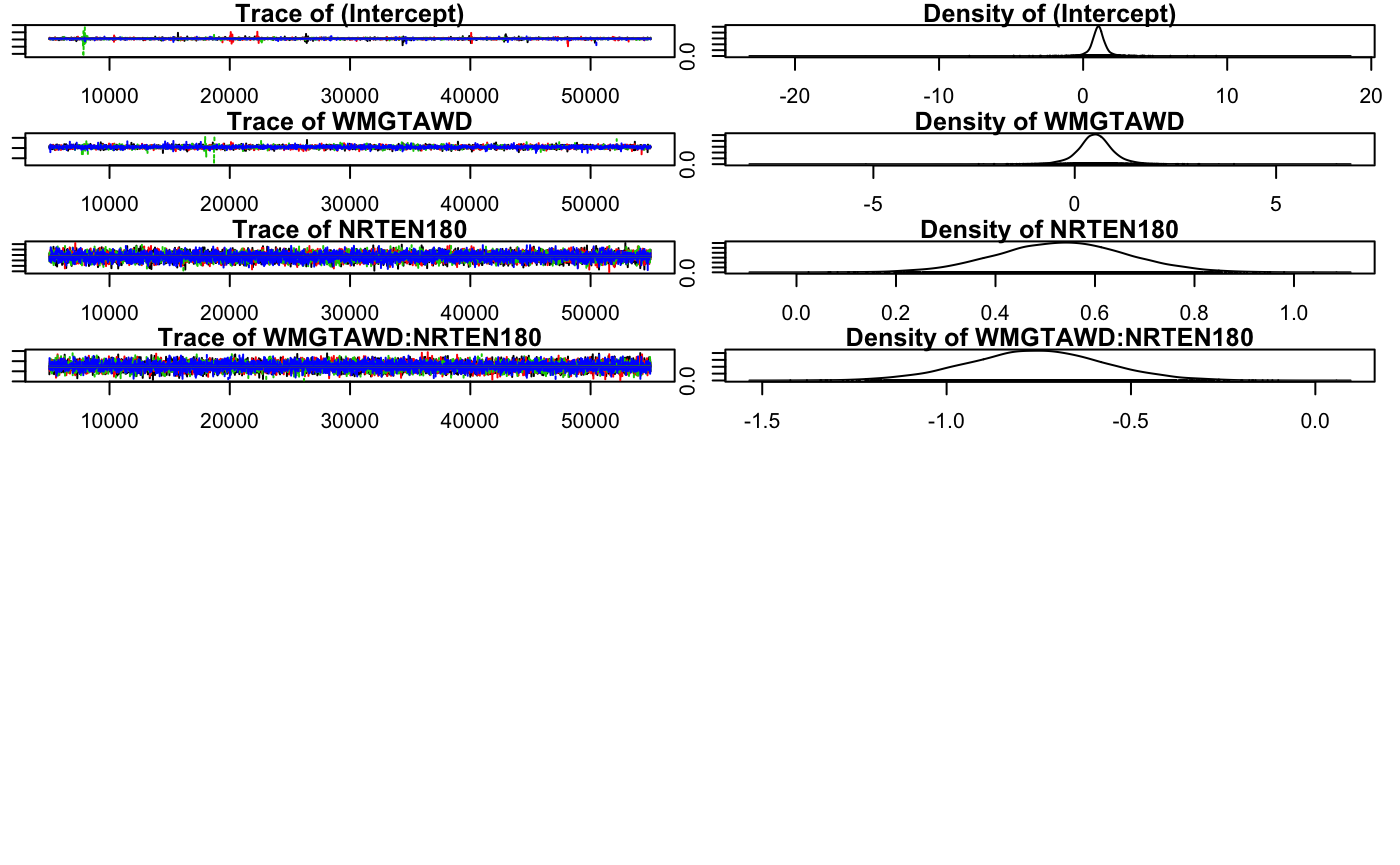 Trace of (Intercept) Density of (Intercept)
0.0
10000 20000 30000 40000 50000 -20 -10 0 10 20
Trace of WMGTAWD Density of WMGTAWD
0.0
10000 20000 30000 40000 50000 -5 0 5
Trace of NRTEN180 Density of NRTEN180
0.0
10000 20000 30000 40000 50000 0.0 0.2 0.4 0.6 0.8 1.0
Trace of WMGTAWD:NRTEN180 Density of WMGTAWD:NRTEN180
0.0
10000 20000 30000 40000 50000 -1.5 -1.0 -0.5 0.0